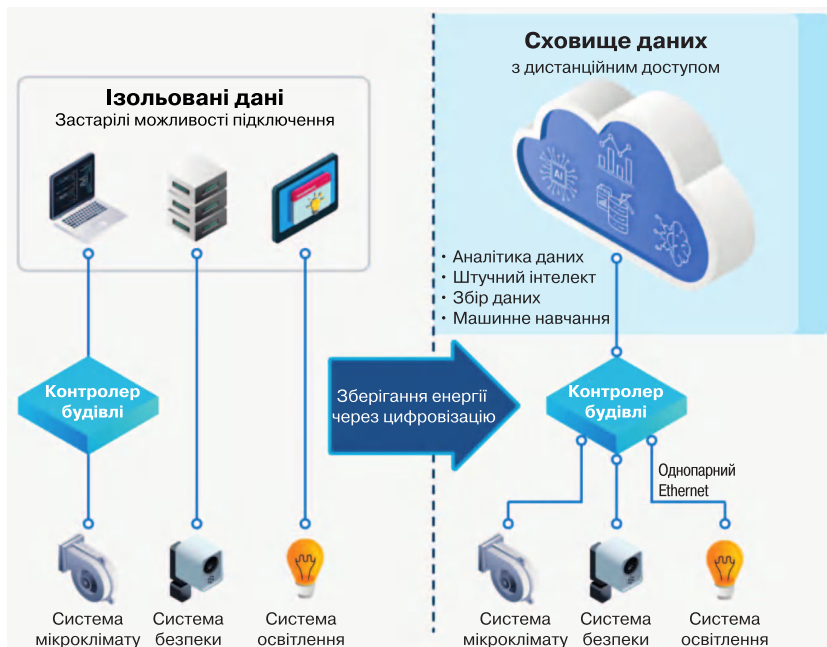 Ізольовані дані
Застарілі можливості підключення
Контролер
будівлі
Система
мікроклімату
Система
безпеки
Система
освітлення
Зберігання енергії
через цифровізацію
Сховище даних
з дистанційним доступом
AI
AI
• Аналітика даних
• Штучний інтелект
• Збір даних
• Машинне навчання
Контролер
будівлі
Однопарний
Ethernet
Система
мікроклімату
Система
безпеки
Система
освітлення